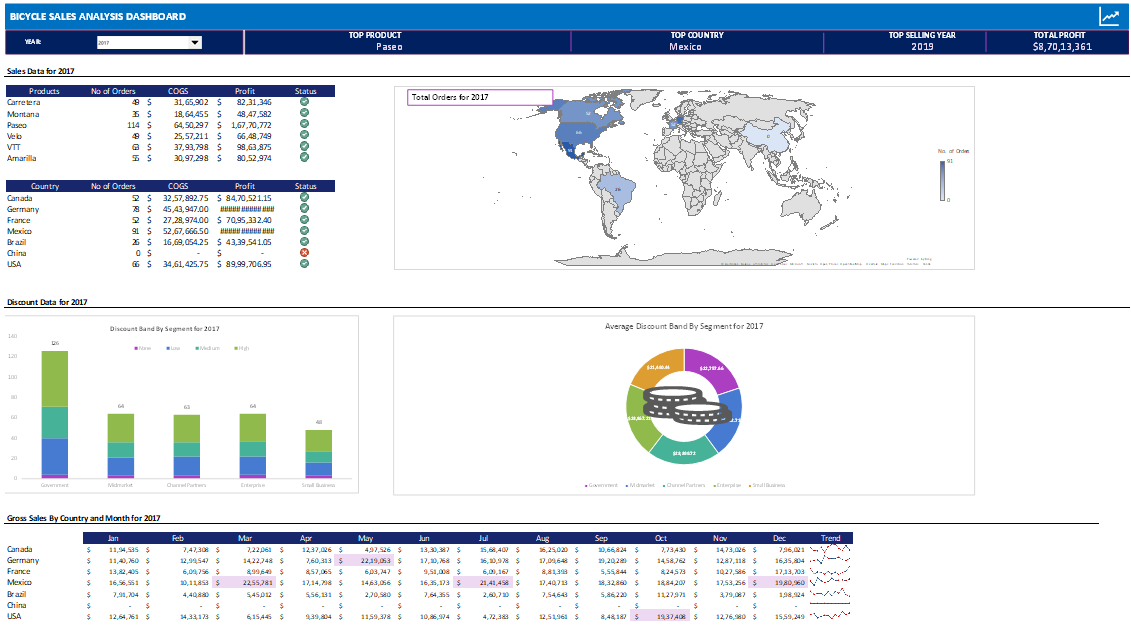 BICYCLE SALES ANALYSIS DASHBOARD
YEAR: 2017 TOP PRODUCT TOP COUNTRY TOP SELLING YEAR TOTAL PROFIT
Paseo Mexico 2019 $8,70,13,361
Sales Data for 2017
Products No of Orders COGS Profit Status
Carretera 49 $ 31,65,902 $ 82,31,346
Montana 35 $ 18,64,455 $ 48,47,582
Paseo 114 $ 64,50,297 $ 1,67,70,772
Velo 49 $ 25,57,211 $ 66,48,749
VTT 63 $ 37,93,798 $ 98,63,875
Amarilla 55 $ 30,97,298 $ 80,52,974
Country No of Orders COGS Profit Status
Canada 52 $ 32,57,892.75 $ 84,70,521.15
Germany 78 $ 45,43,947.00 #############
France 52 $ 27,28,974.00 $ 70,95,332.40
Mexico 91 $ 52,67,666.50 #############
Brazil 26 $ 16,69,054.25 $ 43,39,541.05
China 0 $ - $ -
USA 66 $ 34,61,425.75 $ 89,99,706.95
Total Orders for 2017
No. of Orders
91
0
Discount Data for 2017
Discount Band By Segment for 2017
None Low Medium High
140
120
100
80
60
40
20
0
126
64
63
64
48
Government Midmarket Channel Partners Enterprise Small Business
Average Discount Band By Segment for 2017
Government Midmarket Channel Partners Enterprise Small Business
Gross Sales By Country and Month for 2017
Jan Feb Mar Apr May Jun Jul Aug Sep Oct Nov Dec Trend
Canada $ 11,94,535 $ 7,47,308 $ 7,22,061 $ 12,37,026 $ 4,97,526 $ 13,30,387 $ 15,68,407 $ 16,25,020 $ 10,66,824 $ 7,73,430 $ 14,73,026 $ 7,96,021
Germany $ 11,40,760 $ 12,99,547 $ 14,22,748 $ 7,60,313 $ 22,19,053 $ 17,10,768 $ 16,10,978 $ 17,09,648 $ 19,20,289 $ 14,58,762 $ 12,87,118 $ 16,35,804
France $ 13,82,405 $ 6,09,756 $ 8,99,649 $ 8,57,065 $ 6,03,747 $ 9,51,008 $ 6,09,167 $ 8,81,393 $ 5,55,844 $ 8,24,573 $ 10,27,586 $ 17,13,703
Mexico $ 16,56,551 $ 10,11,853 $ 22,55,781 $ 17,14,798 $ 14,63,056 $ 16,35,173 $ 21,41,458 $ 17,40,713 $ 18,32,860 $ 18,84,207 $ 17,53,256 $ 19,80,960
Brazil $ 7,91,704 $ 4,40,880 $ 5,45,012 $ 5,56,131 $ 2,70,580 $ 7,64,355 $ 2,60,710 $ 7,54,643 $ 5,86,220 $ 11,27,971 $ 3,79,087 $ 1,98,924
China $ - $ - $ - $ - $ - $ - $ - $ - $ - $ - $ - $ -
USA $ 12,64,761 $ 14,33,173 $ 6,15,445 $ 9,39,804 $ 11,59,378 $ 10,86,974 $ 4,72,383 $ 12,51,961 $ 8,48,187 $ 19,37,408 $ 12,76,980 $ 15,59,249